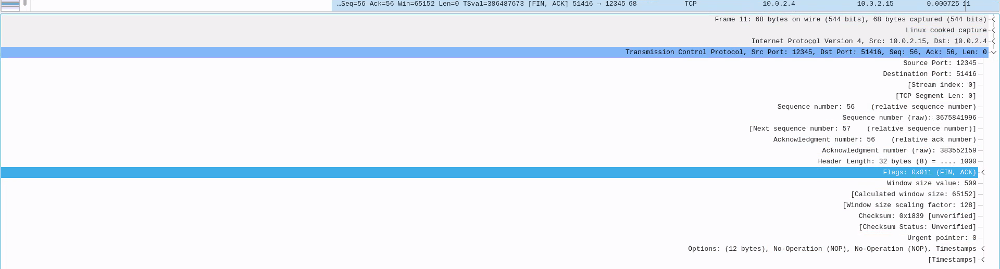 …Seq=56 Ack=56 Win=65152 Len=0 TSval=386487673 [FIN, ACK] 51416 → 12345 68 TCP 10.0.2.4 10.0.2.15 0.000725 11
Frame 11: 68 bytes on wire (544 bits), 68 bytes captured (544 bits)
Linux cooked capture
Internet Protocol Version 4, Src: 10.0.2.15, Dst: 10.0.2.4
Transmission Control Protocol, Src Port: 12345, Dst Port: 51416, Seq: 56, Ack: 56, Len: 0
Source Port: 12345
Destination Port: 51416
[Stream index: 0]
[TCP Segment Len: 0]
Sequence number: 56    (relative sequence number)
Sequence number (raw): 3675841996
[Next sequence number: 57    (relative sequence number)]
Acknowledgment number: 56    (relative ack number)
Acknowledgment number (raw): 383552159
Header Length: 32 bytes (8) = .... 1000
Flags: 0x011 (FIN, ACK)
Window size value: 509
[Calculated window size: 65152]
[Window size scaling factor: 128]
Checksum: 0x1839 [unverified]
[Checksum Status: Unverified]
Urgent pointer: 0
Options: (12 bytes), No-Operation (NOP), No-Operation (NOP), Timestamps
[Timestamps]